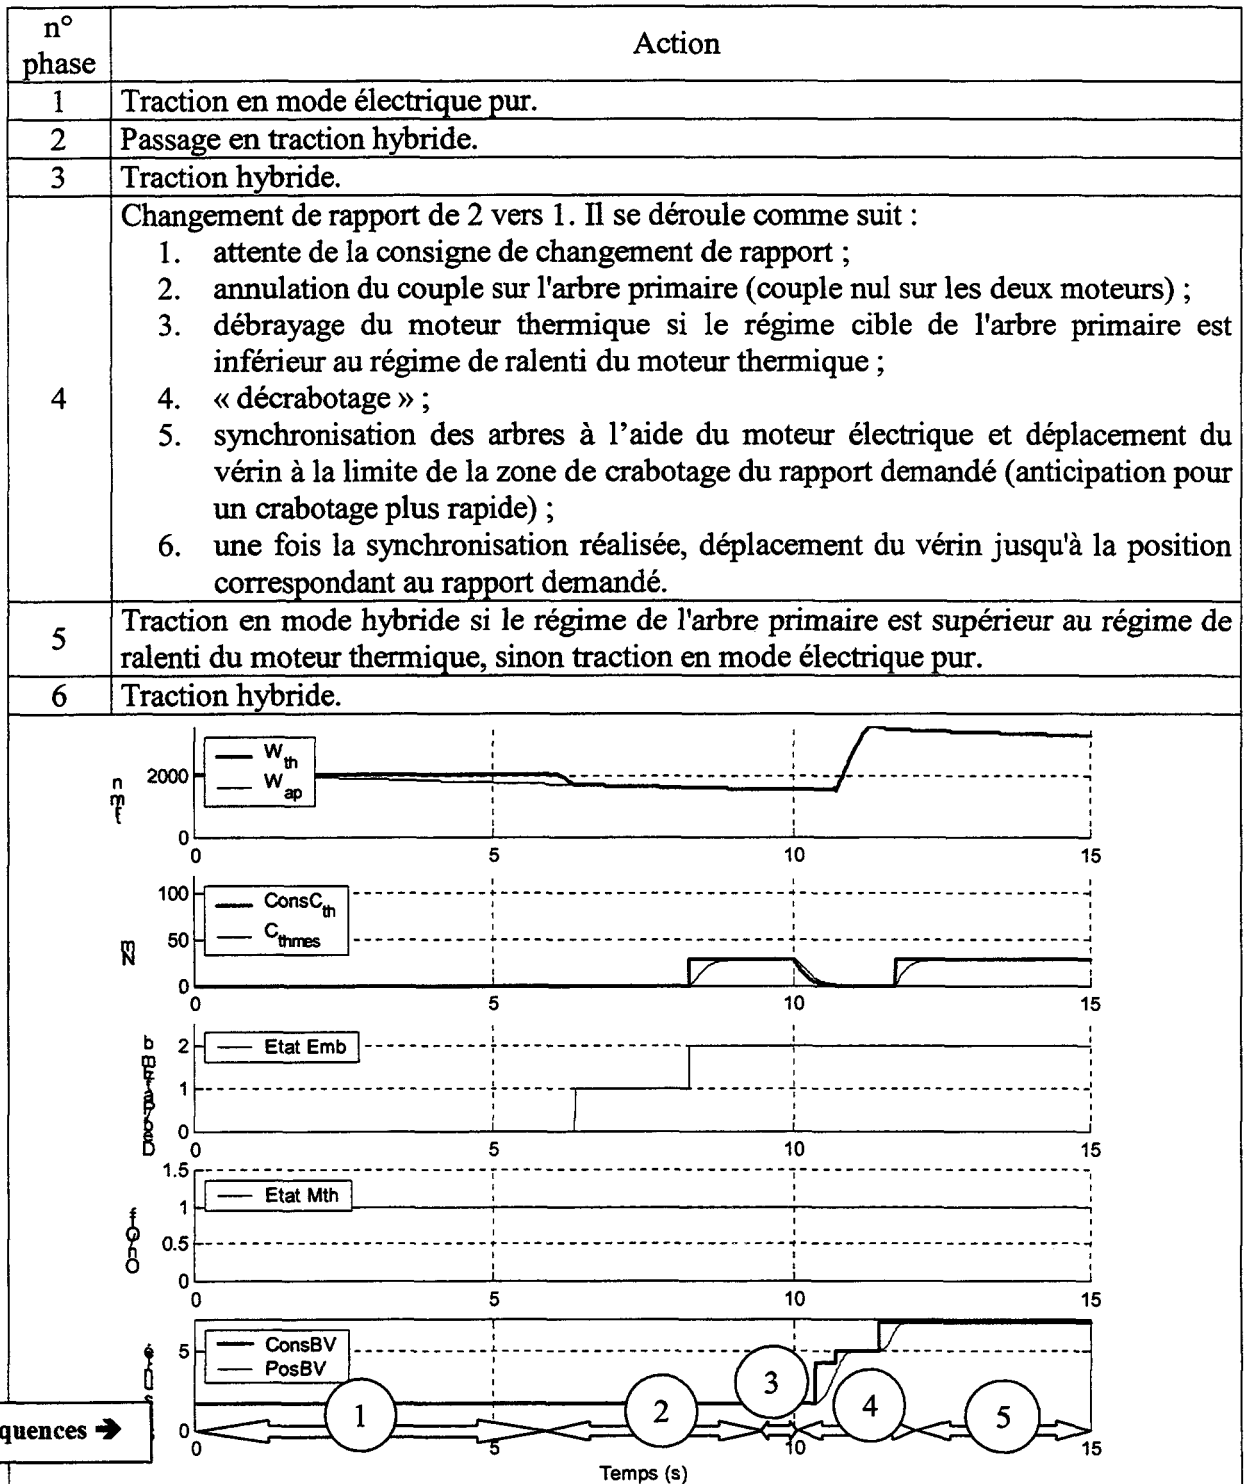 n°
phase
Action
1
Traction en mode électrique pur.
2
Passage en traction hybride.
3
Traction hybride.
4
Changement de rapport de 2 vers 1. Il se déroule comme suit :
1. attente de la consigne de changement de rapport ;
2. annulation du couple sur l'arbre primaire (couple nul sur les deux moteurs) ;
3. débrayage du moteur thermique si le régime cible de l'arbre primaire est
inférieur au régime de ralenti du moteur thermique ;
4. « décrabotage » ;
5. synchronisation des arbres à l'aide du moteur électrique et déplacement du
vérin à la limite de la zone de crabotage du rapport demandé (anticipation pour
un crabotage plus rapide) ;
6. une fois la synchronisation réalisée, déplacement du vérin jusqu'à la position
correspondant au rapport demandé.
5
Traction en mode hybride si le régime de l'arbre primaire est supérieur au régime de
ralenti du moteur thermique, sinon traction en mode électrique pur.
6
Traction hybride.
W th
W ap
2000
0
0 5 10 15
ConsC th
C thmes
100
50
0
0 5 10 15
Etat Emb
2
1
0
0 5 10 15
Etat Mth
1.5
1
0.5
0
0 5 10 15
ConsBV
PosBV
5
0
1 2 3 4 5
quences ➔
0 5 10 15
Temps (s)